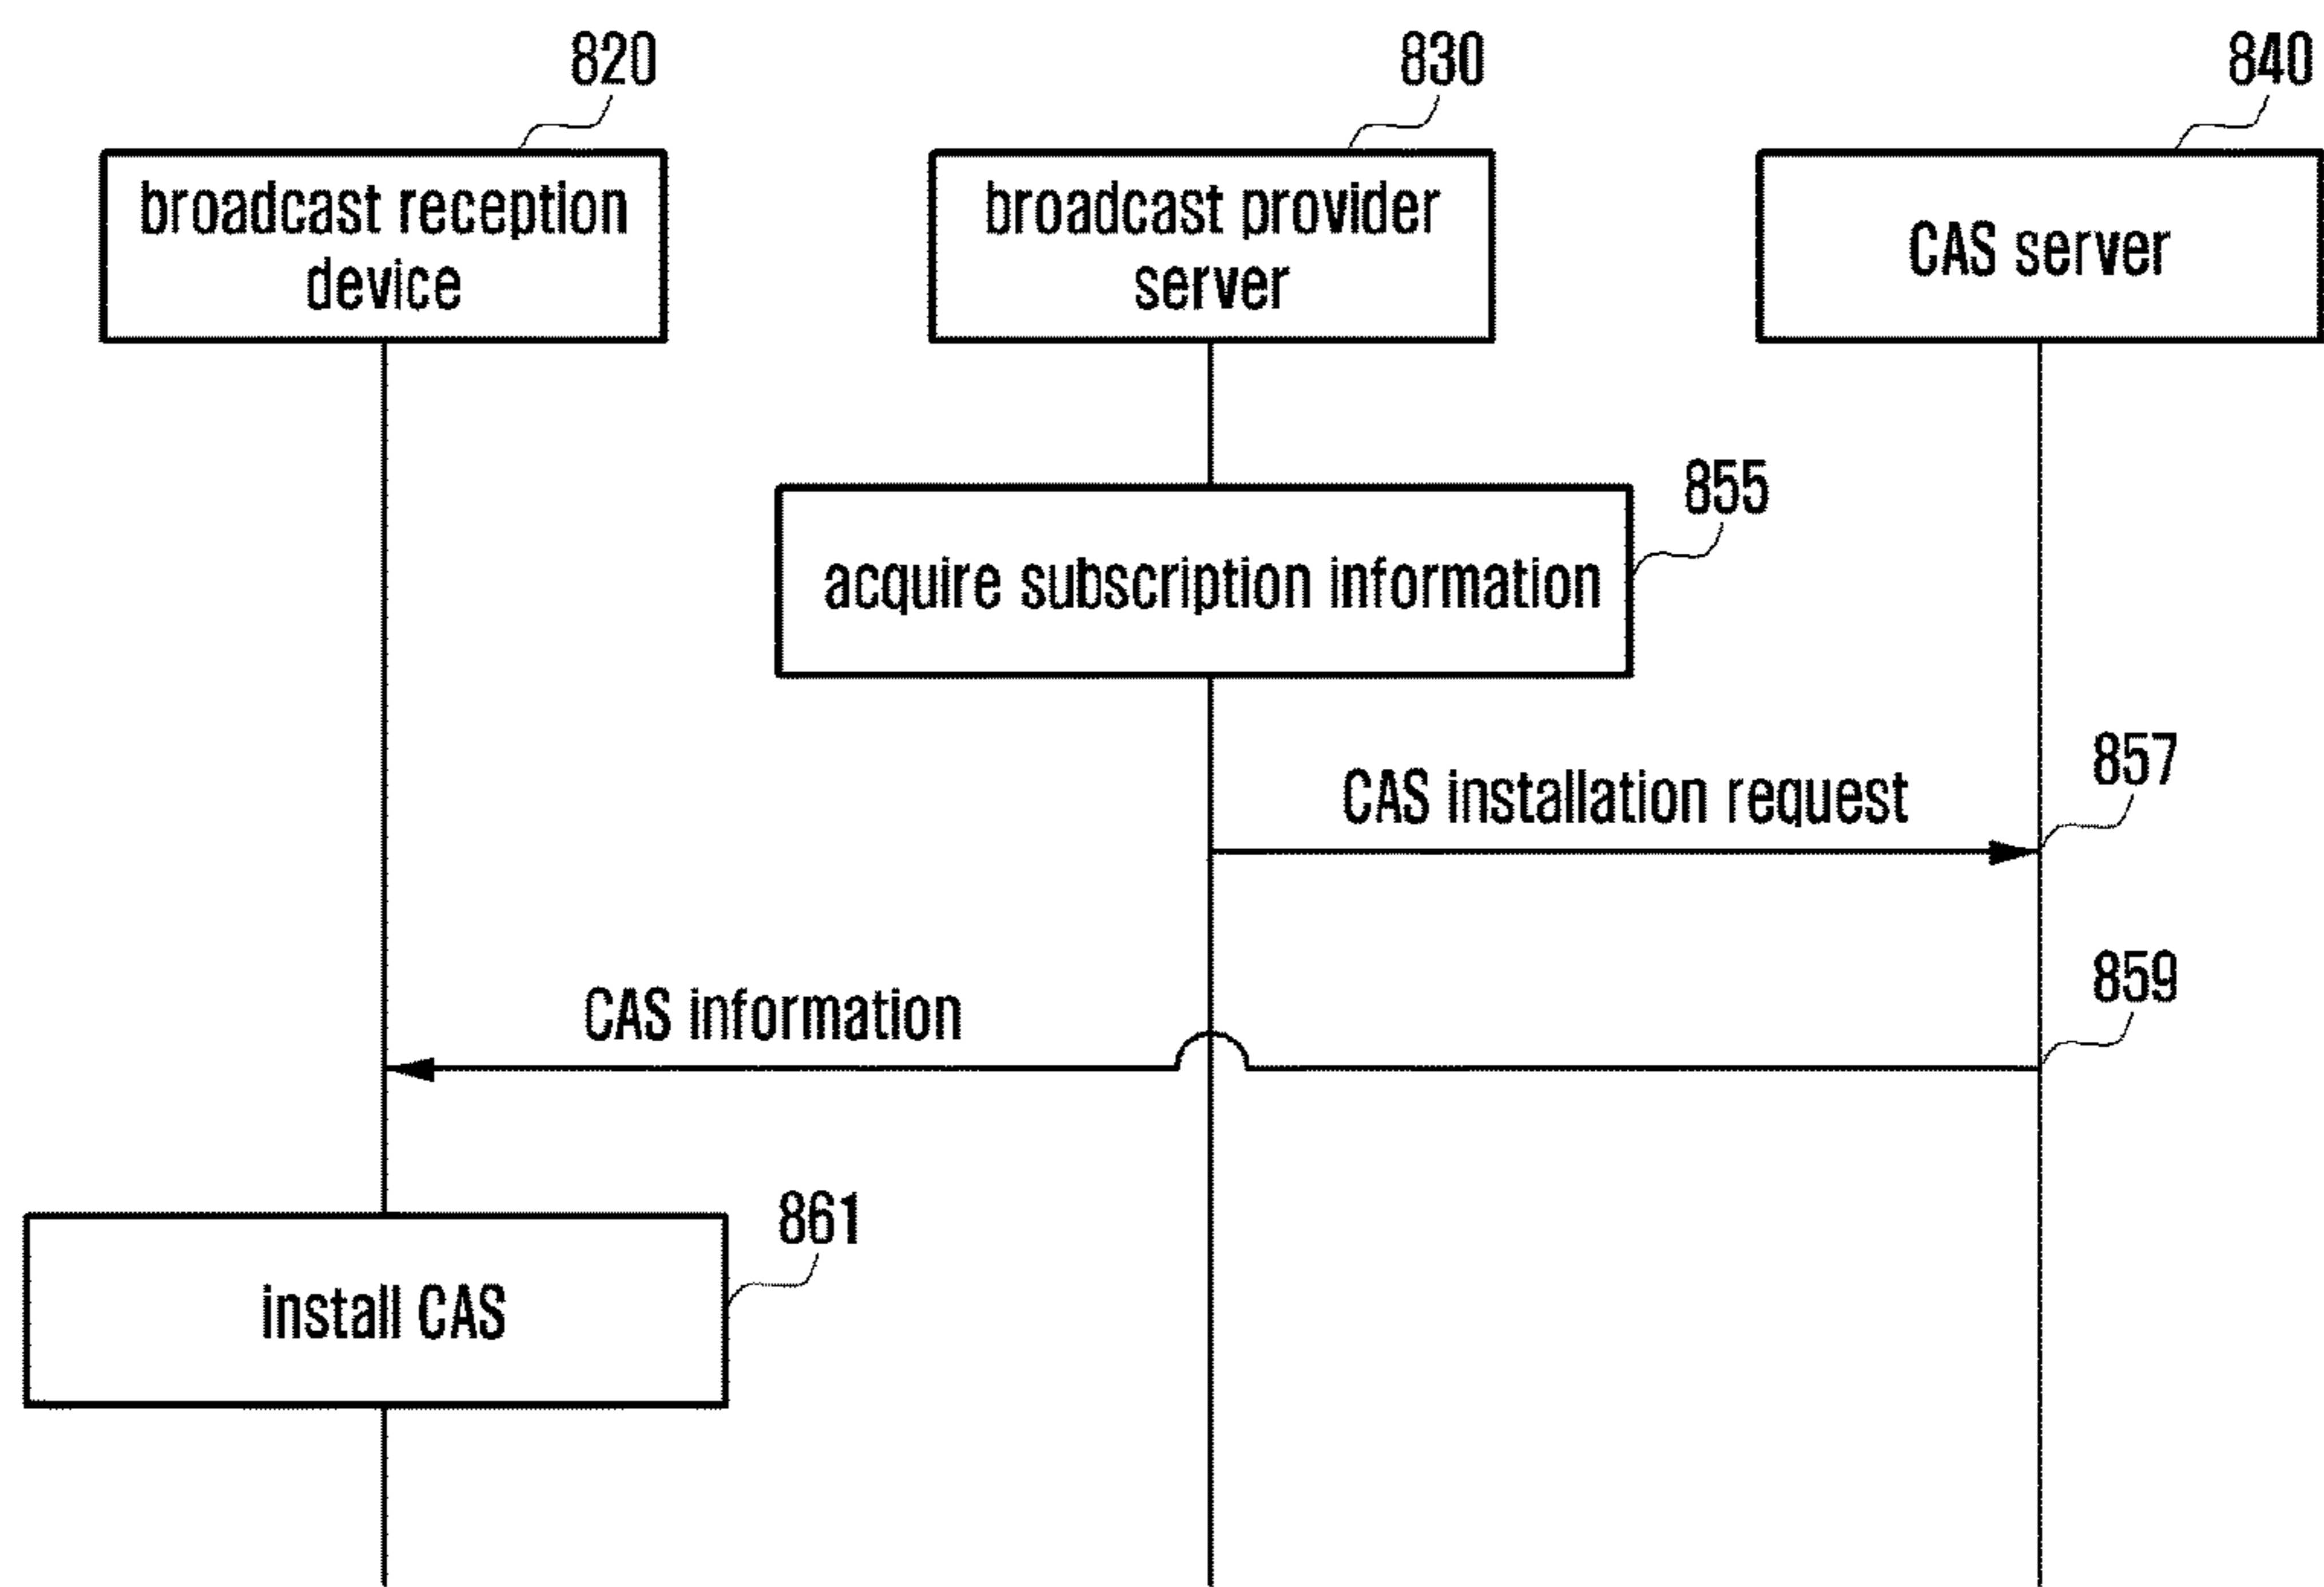 820
830
840
broadcast reception
device
broadcast provider
server
CAS server
855
acquire subscription information
857
CAS installation request
859
CAS information
861
install CAS